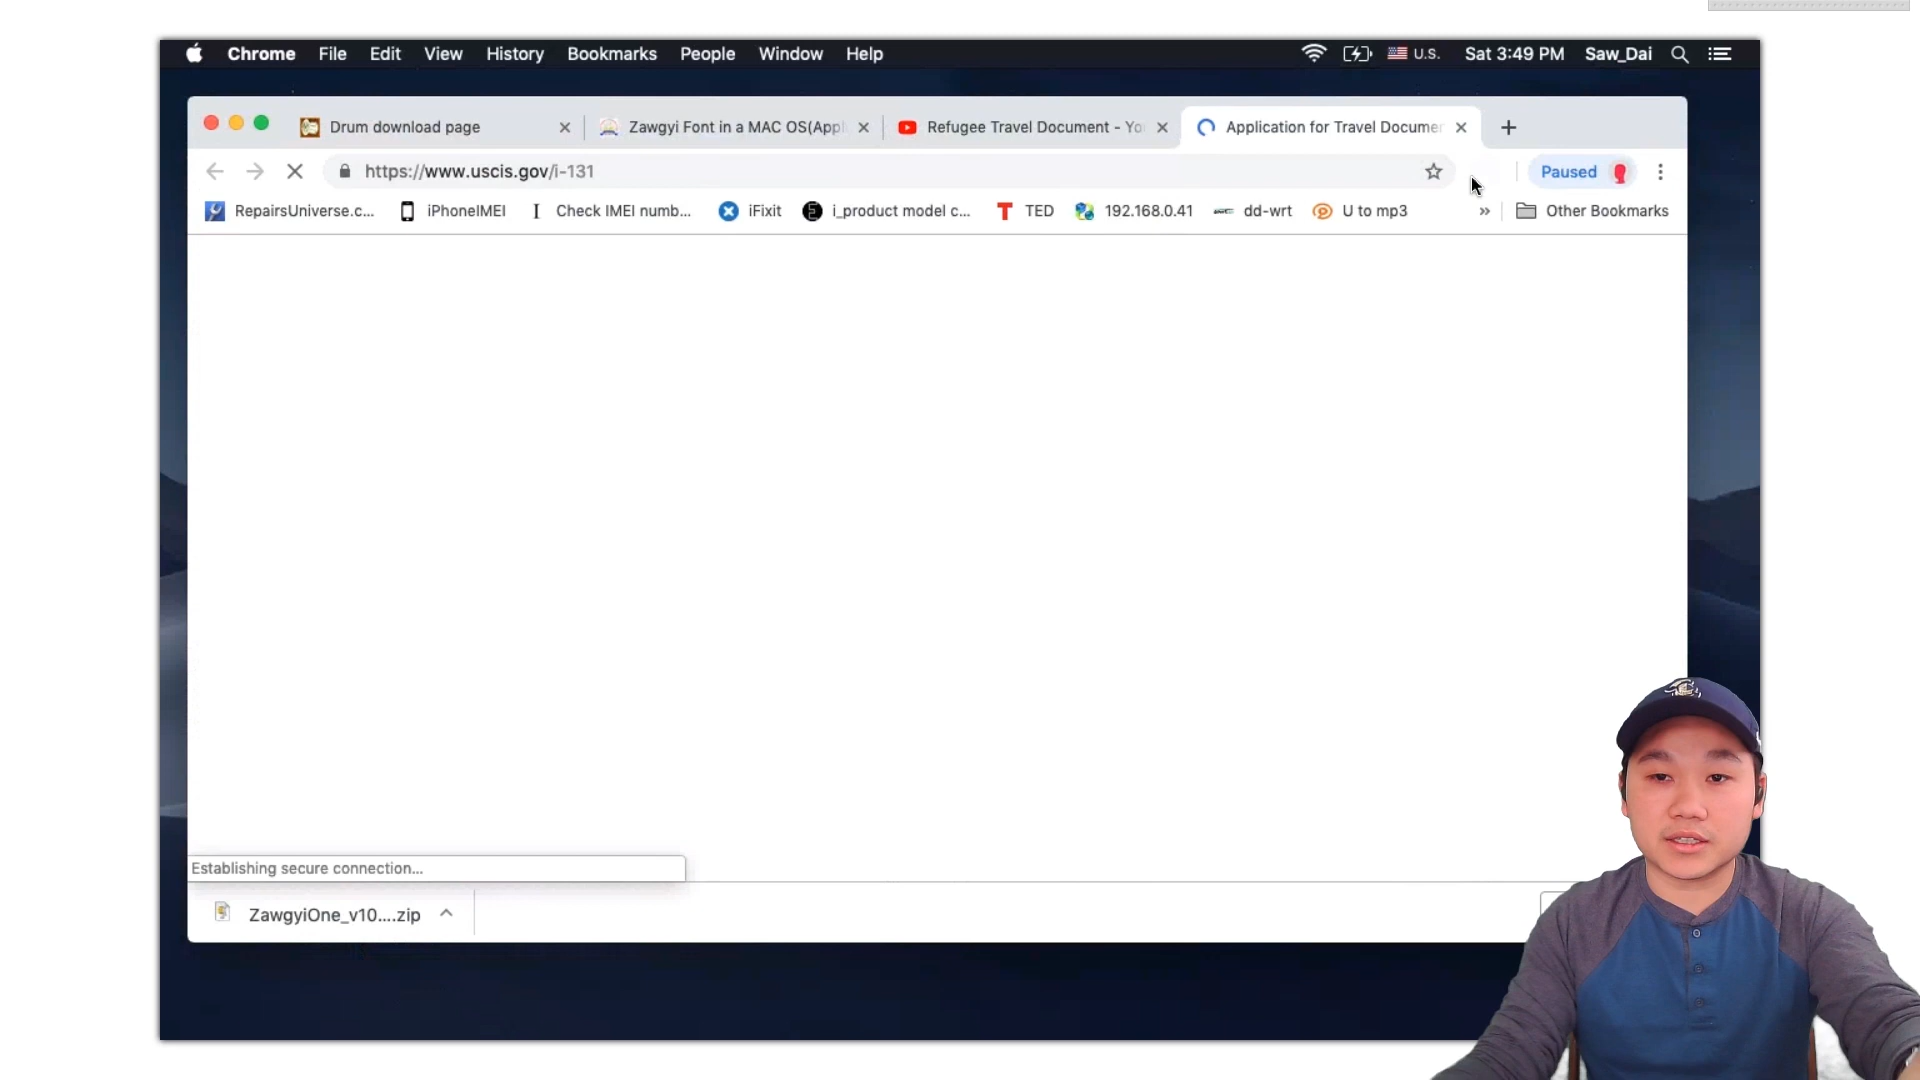 Chrome File Edit View History Bookmarks People Window Help U.S. Sat 3:49 PM Saw_Dai
Drum download page Zawgyi Font in a MAC OS(Appl Refugee Travel Document - Yo Application for Travel Documen
https://www.uscis.gov/i-131 Paused
RepairsUniverse.c... iPhoneIMEI Check IMEI numb... iFixit i_product model c... TED 192.168.0.41 dd-wrt U to mp3 » Other Bookmarks
Establishing secure connection...
ZawgyiOne_v10....zip